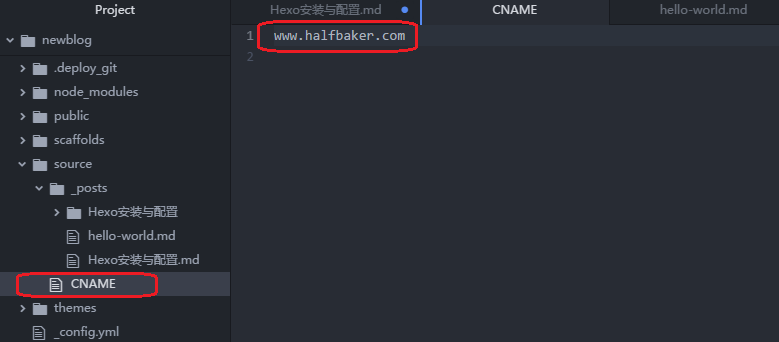 Project
newblog
.deploy_git
node_modules
public
scaffolds
source
_posts
Hexo安装与配置
hello-world.md
Hexo安装与配置.md
CNAME
themes
_config.yml
Hexo安装与配置.md
CNAME
hello-world.md
1 www.halfbaker.com
2